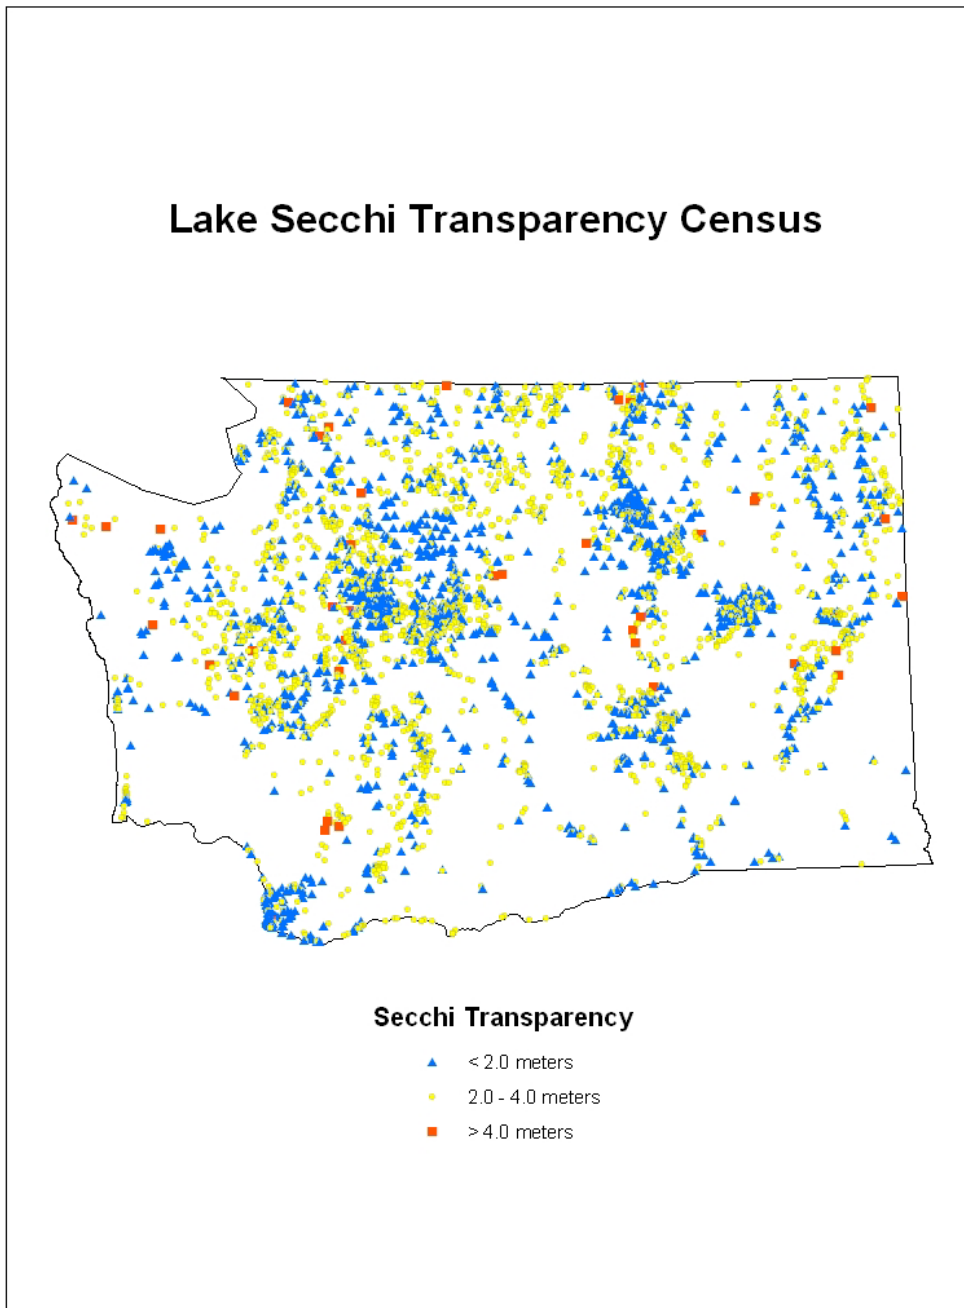 Lake Secchi Transparency Census
Secchi Transparency
< 2.0 meters
2.0 - 4.0 meters
> 4.0 meters